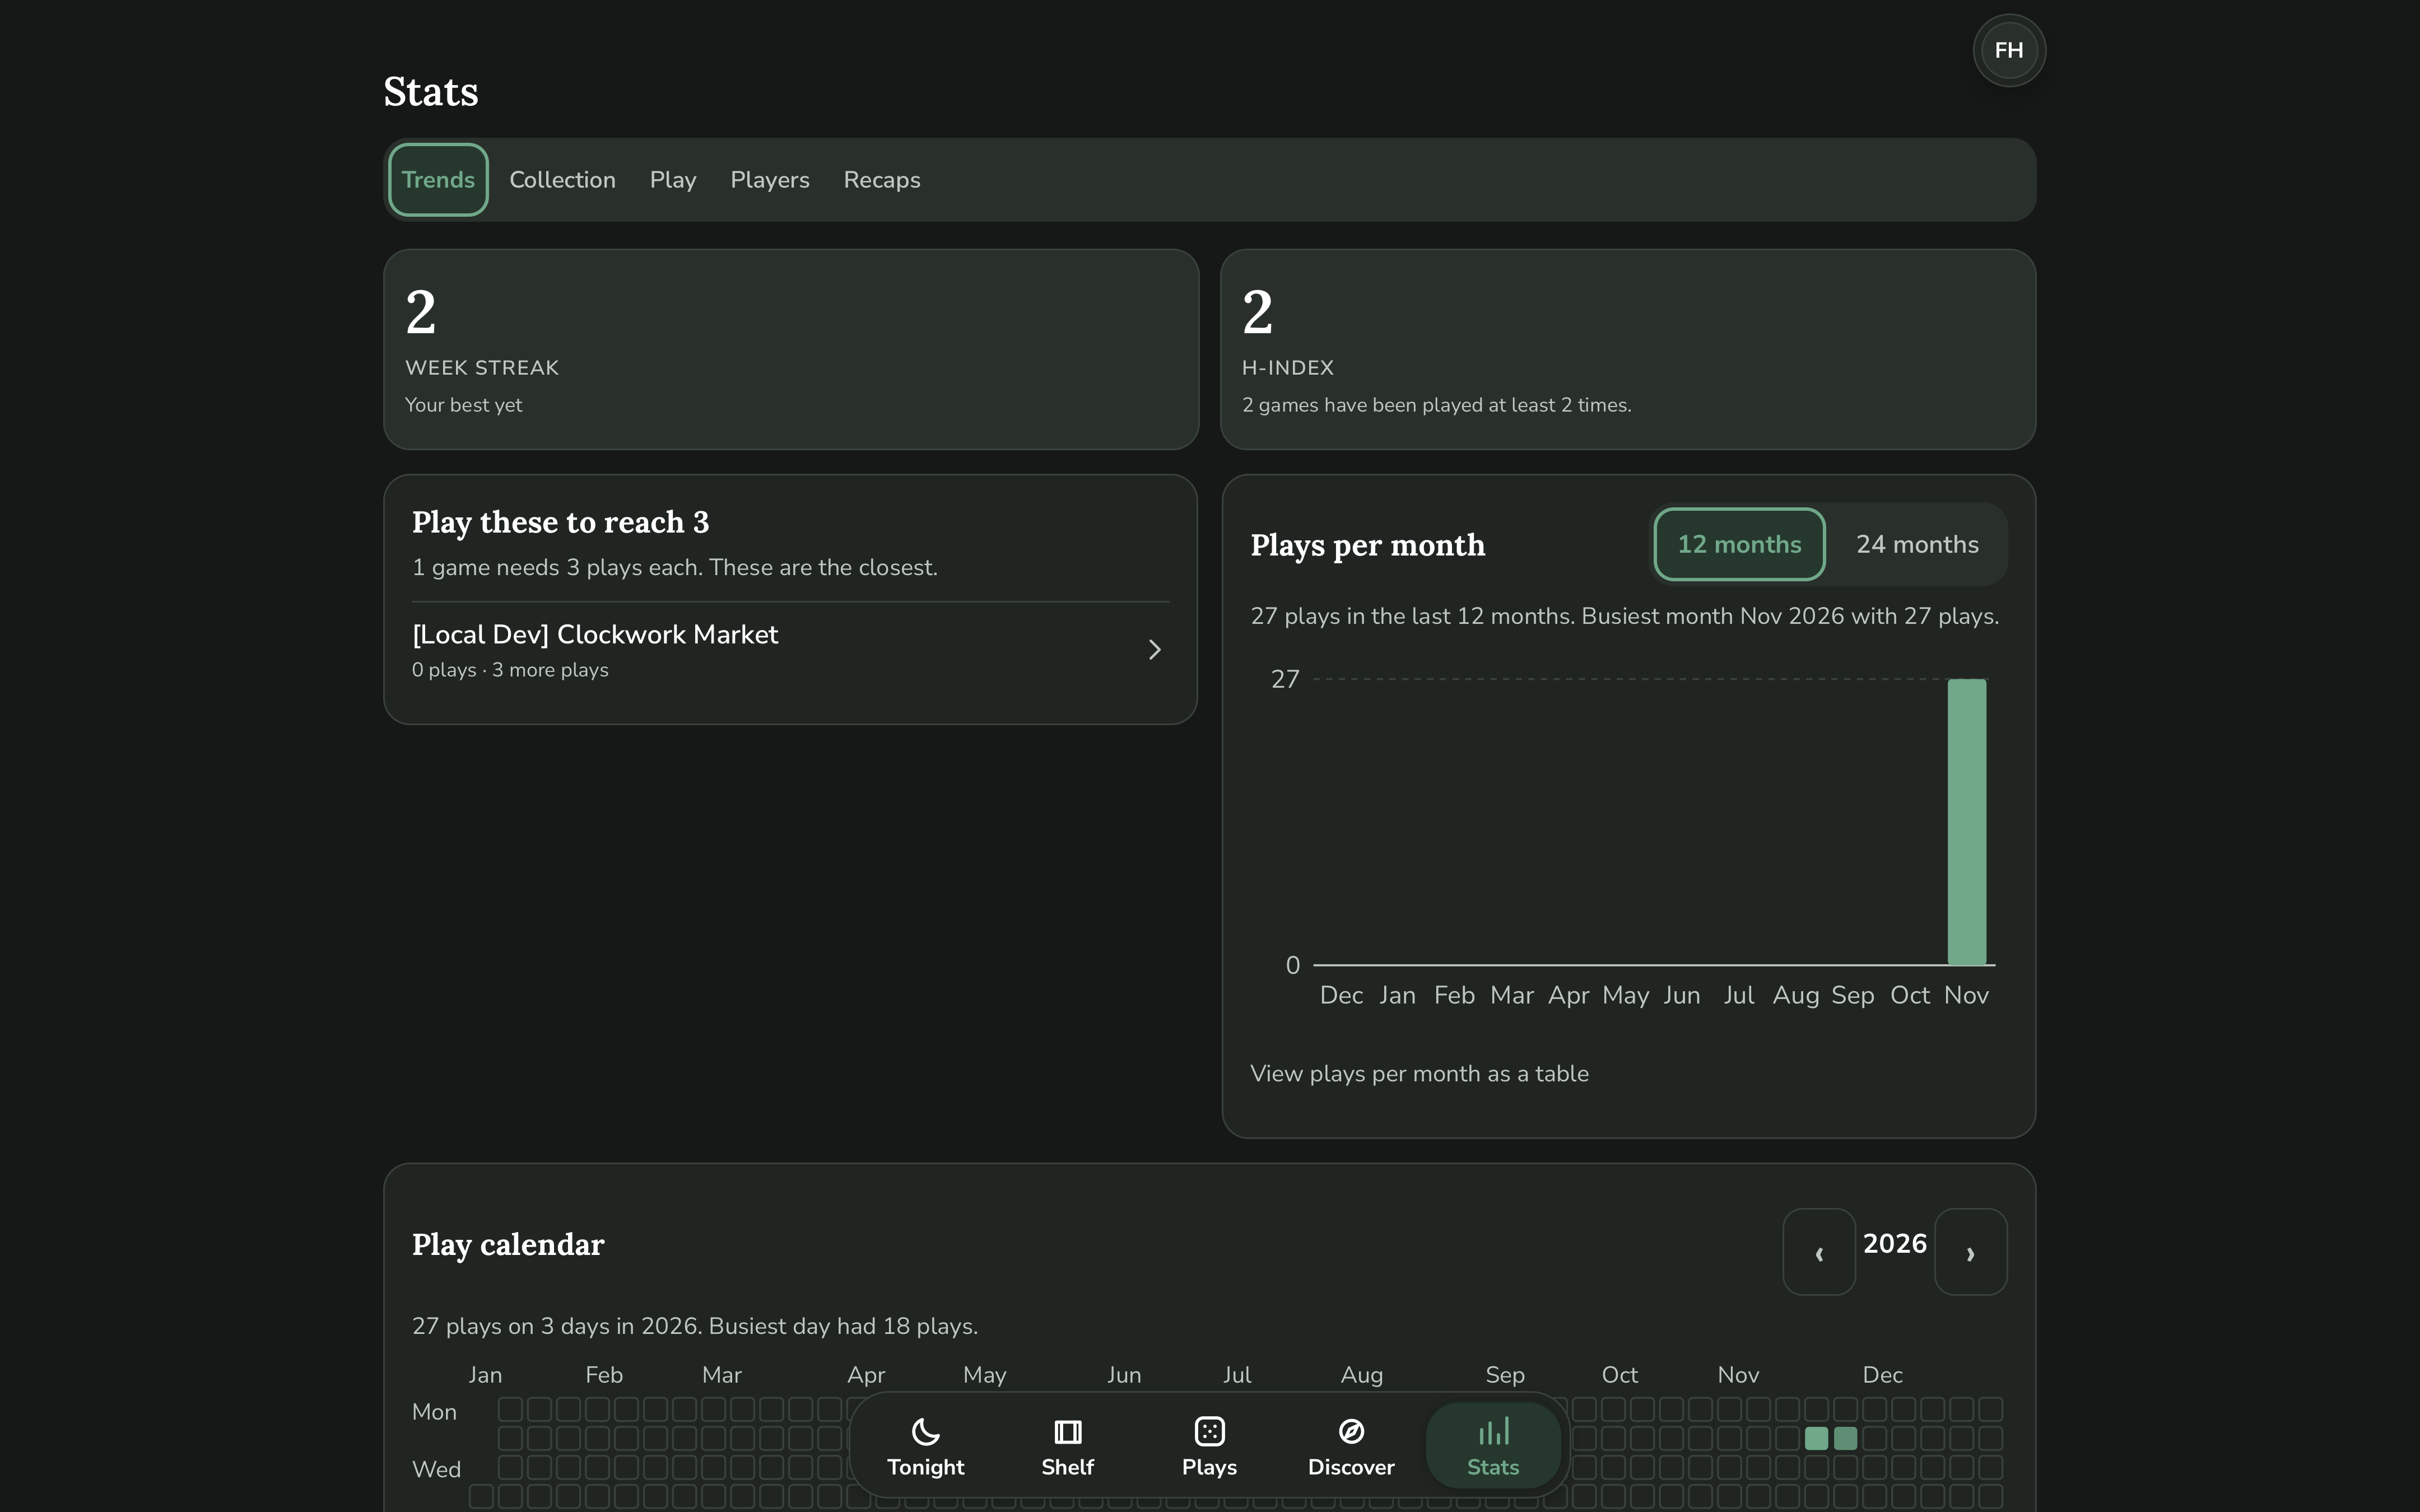 FH
Stats
Trends Collection Play Players Recaps
2
WEEK STREAK
Your best yet
2
H-INDEX
2 games have been played at least 2 times.
Play these to reach 3
1 game needs 3 plays each. These are the closest.
[Local Dev] Clockwork Market
0 plays · 3 more plays
Plays per month
12 months 24 months
27 plays in the last 12 months. Busiest month Nov 2026 with 27 plays.
27
0
Dec Jan Feb Mar Apr May Jun Jul Aug Sep Oct Nov
View plays per month as a table
Play calendar
‹ 2026 ›
27 plays on 3 days in 2026. Busiest day had 18 plays.
Jan Feb Mar Apr May Jun Jul Aug Sep Oct Nov Dec
Mon
Wed
Tonight Shelf Plays Discover Stats